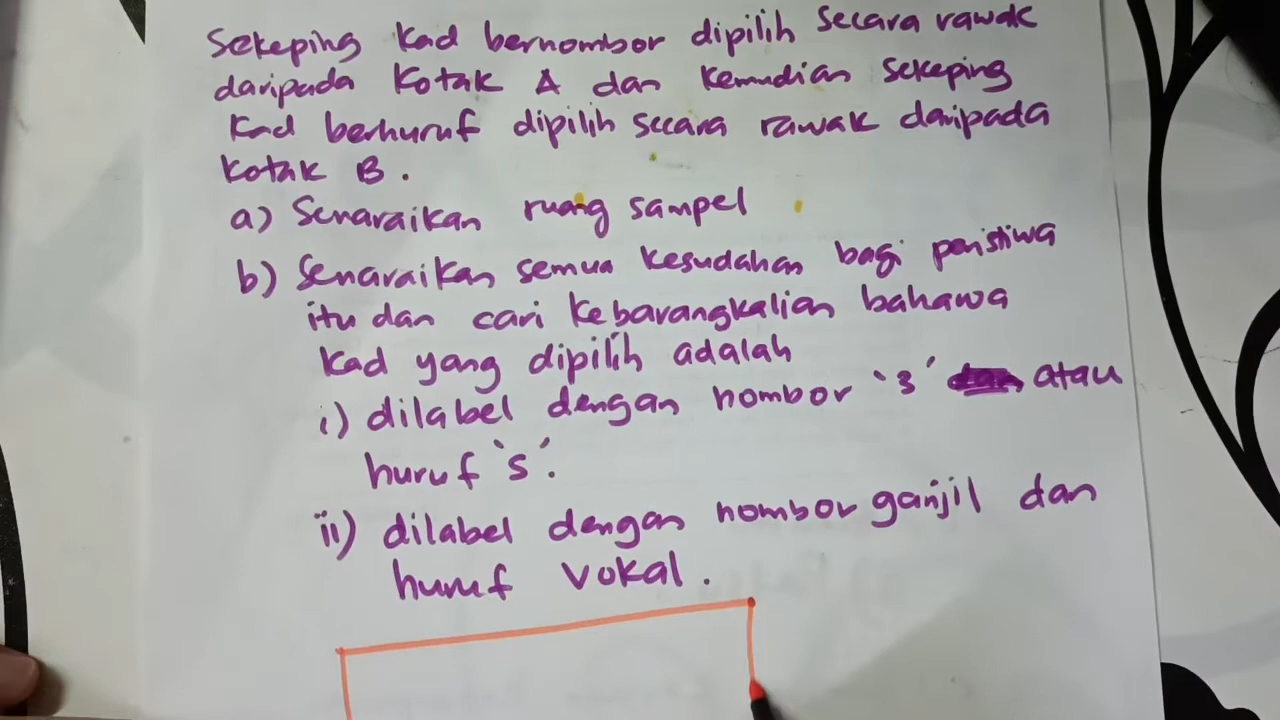 Sekeping kad bernombor dipilih secara rawak
daripada Kotak A dan kemudian sekeping
kad berhuruf dipilih secara rawak daripada
Kotak B.
a) Senaraikan ruang sampel
b) Senaraikan semua kesudahan bagi peristiwa
itu dan cari kebarangkalian bahawa
kad yang dipilih adalah
i) dilabel dengan nombor '3' atau
huruf 'S'.
ii) dilabel dengan nombor ganjil dan
huruf vokal.